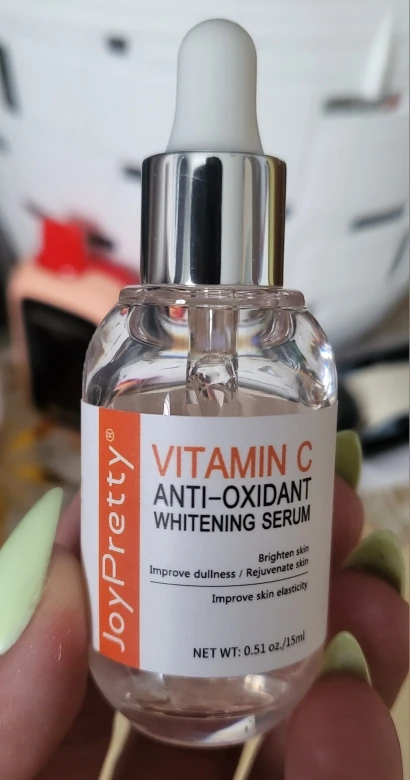 JoyPretty®
VITAMIN C
ANTI-OXIDANT
WHITENING SERUM
Brighten skin
Improve dullness / Rejuvenate skin
Improve skin elasticity
NET WT: 0.51 oz./15ml